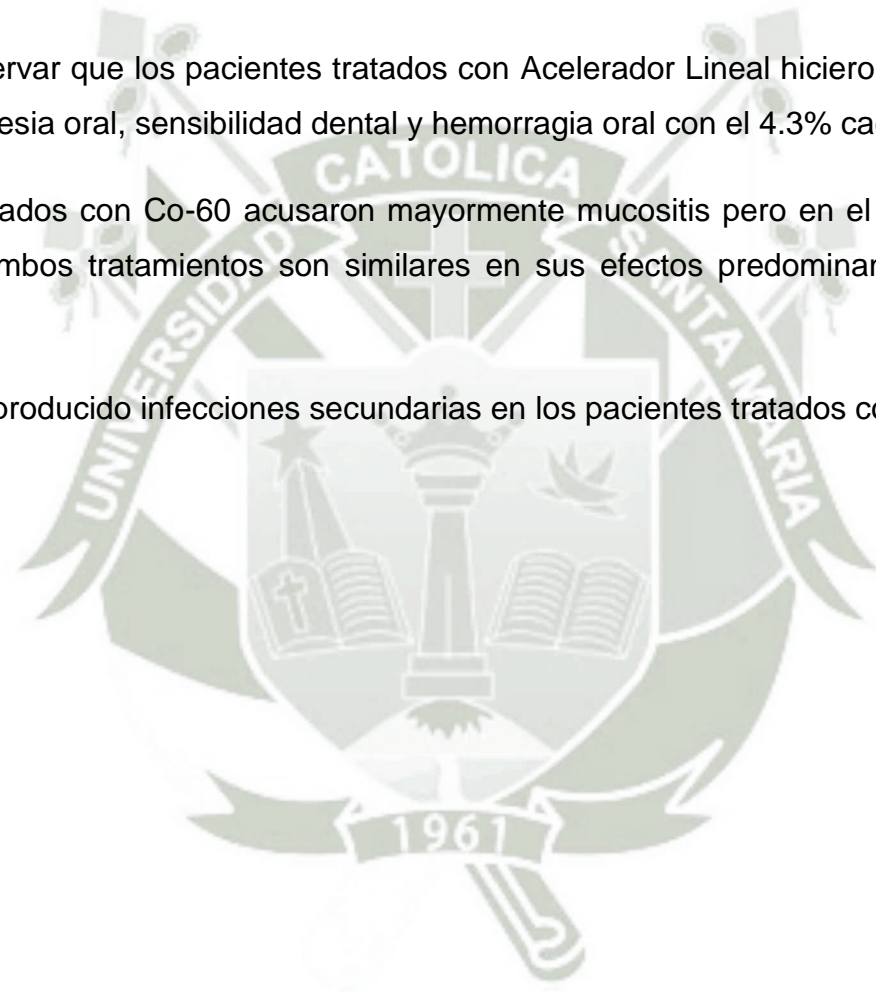 ervar que los pacientes tratados con Acelerador Lineal hiciero
esia oral, sensibilidad dental y hemorragia oral con el 4.3% ca
ados con Co-60 acusaron mayormente mucositis pero en el
mbos tratamientos son similares en sus efectos predominar
producido infecciones secundarias en los pacientes tratados co
UNIVERSIDAD CATOLICA SANTA MARIA
1961